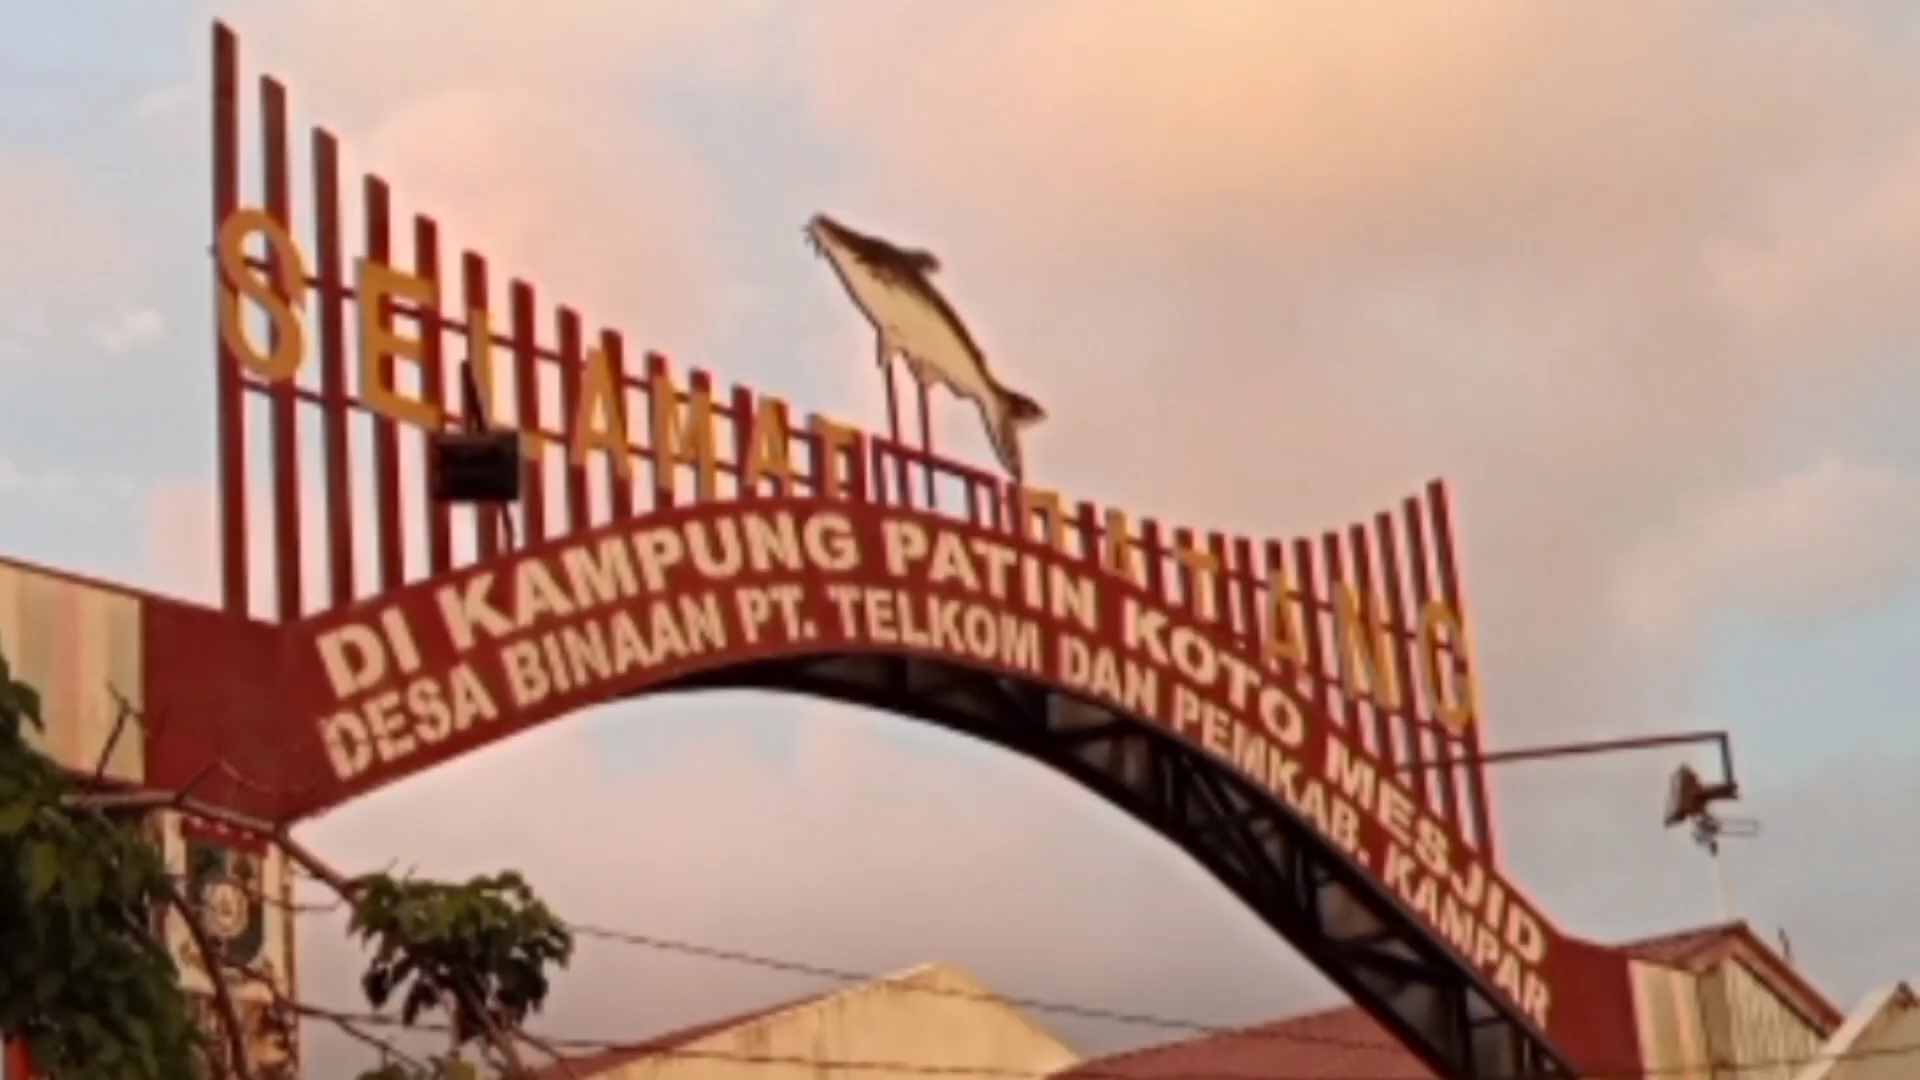 SELAMAT DATANG
DI KAMPUNG PATIN KOTO MESJID
DESA BINAAN PT. TELKOM DAN PEMKAB. KAMPAR